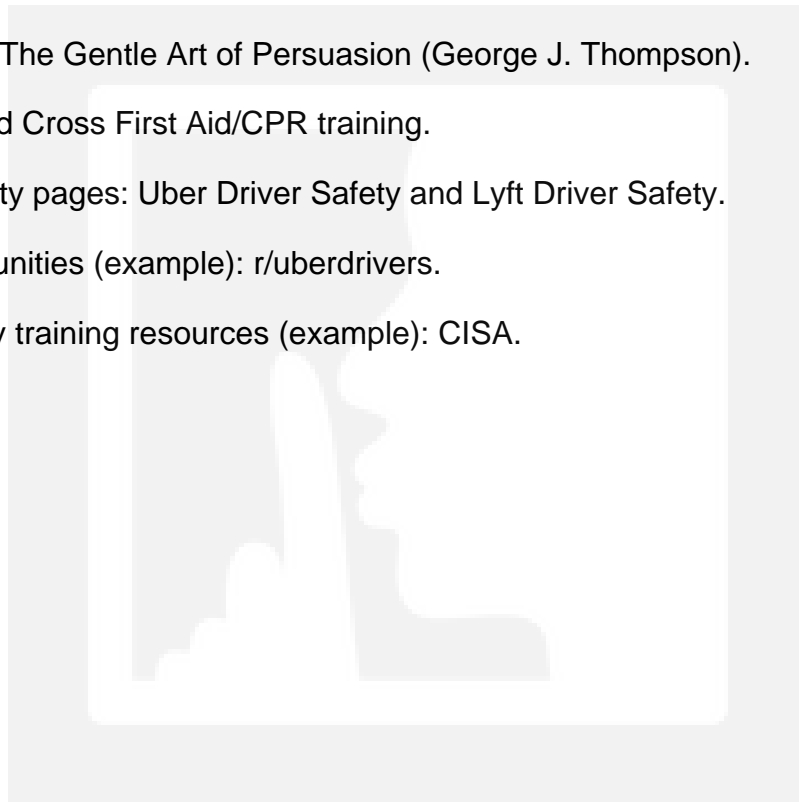 The Gentle Art of Persuasion (George J. Thompson).
d Cross First Aid/CPR training.
ty pages: Uber Driver Safety and Lyft Driver Safety.
unities (example): r/uberdrivers.
y training resources (example): CISA.